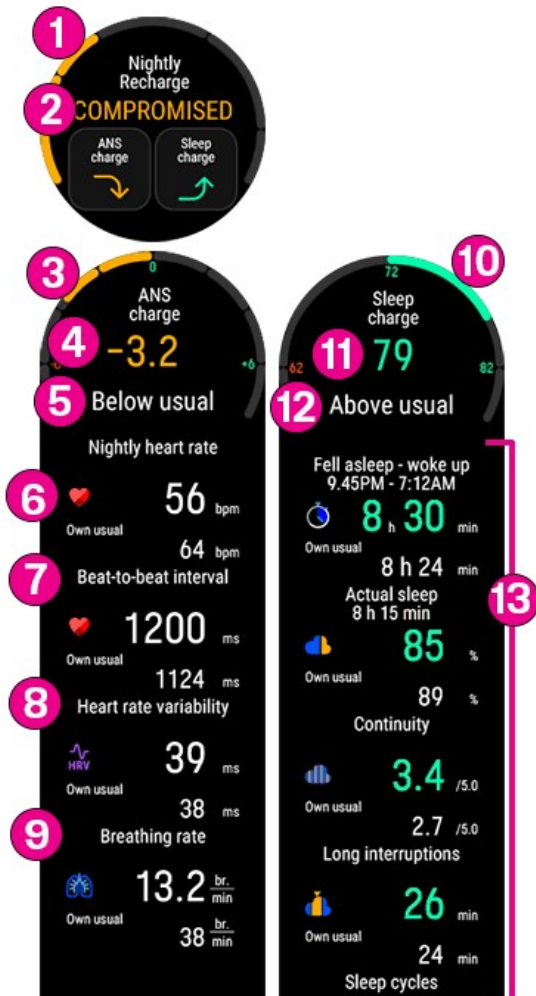 1
Nightly
Recharge
2
COMPROMISED
ANS
charge
Sleep
charge
3
0
ANS
charge
4
-3.2
+6
5
Below usual
Nightly heart rate
6
56 bpm
Own usual
64 bpm
7
Beat-to-beat interval
1200 ms
Own usual
1124 ms
8
Heart rate variability
HRV
39 ms
Own usual
38 ms
9
Breathing rate
13.2 br.
min
Own usual
38 br.
min
10
72
Sleep
charge
11
79
62
82
12
Above usual
13
Fell asleep - woke up
9.45PM - 7:12AM
8 h 30 min
Own usual
8 h 24 min
Actual sleep
8 h 15 min
85 %
Own usual
89 %
Continuity
3.4 /5.0
Own usual
2.7 /5.0
Long interruptions
26 min
Own usual
24 min
Sleep cycles